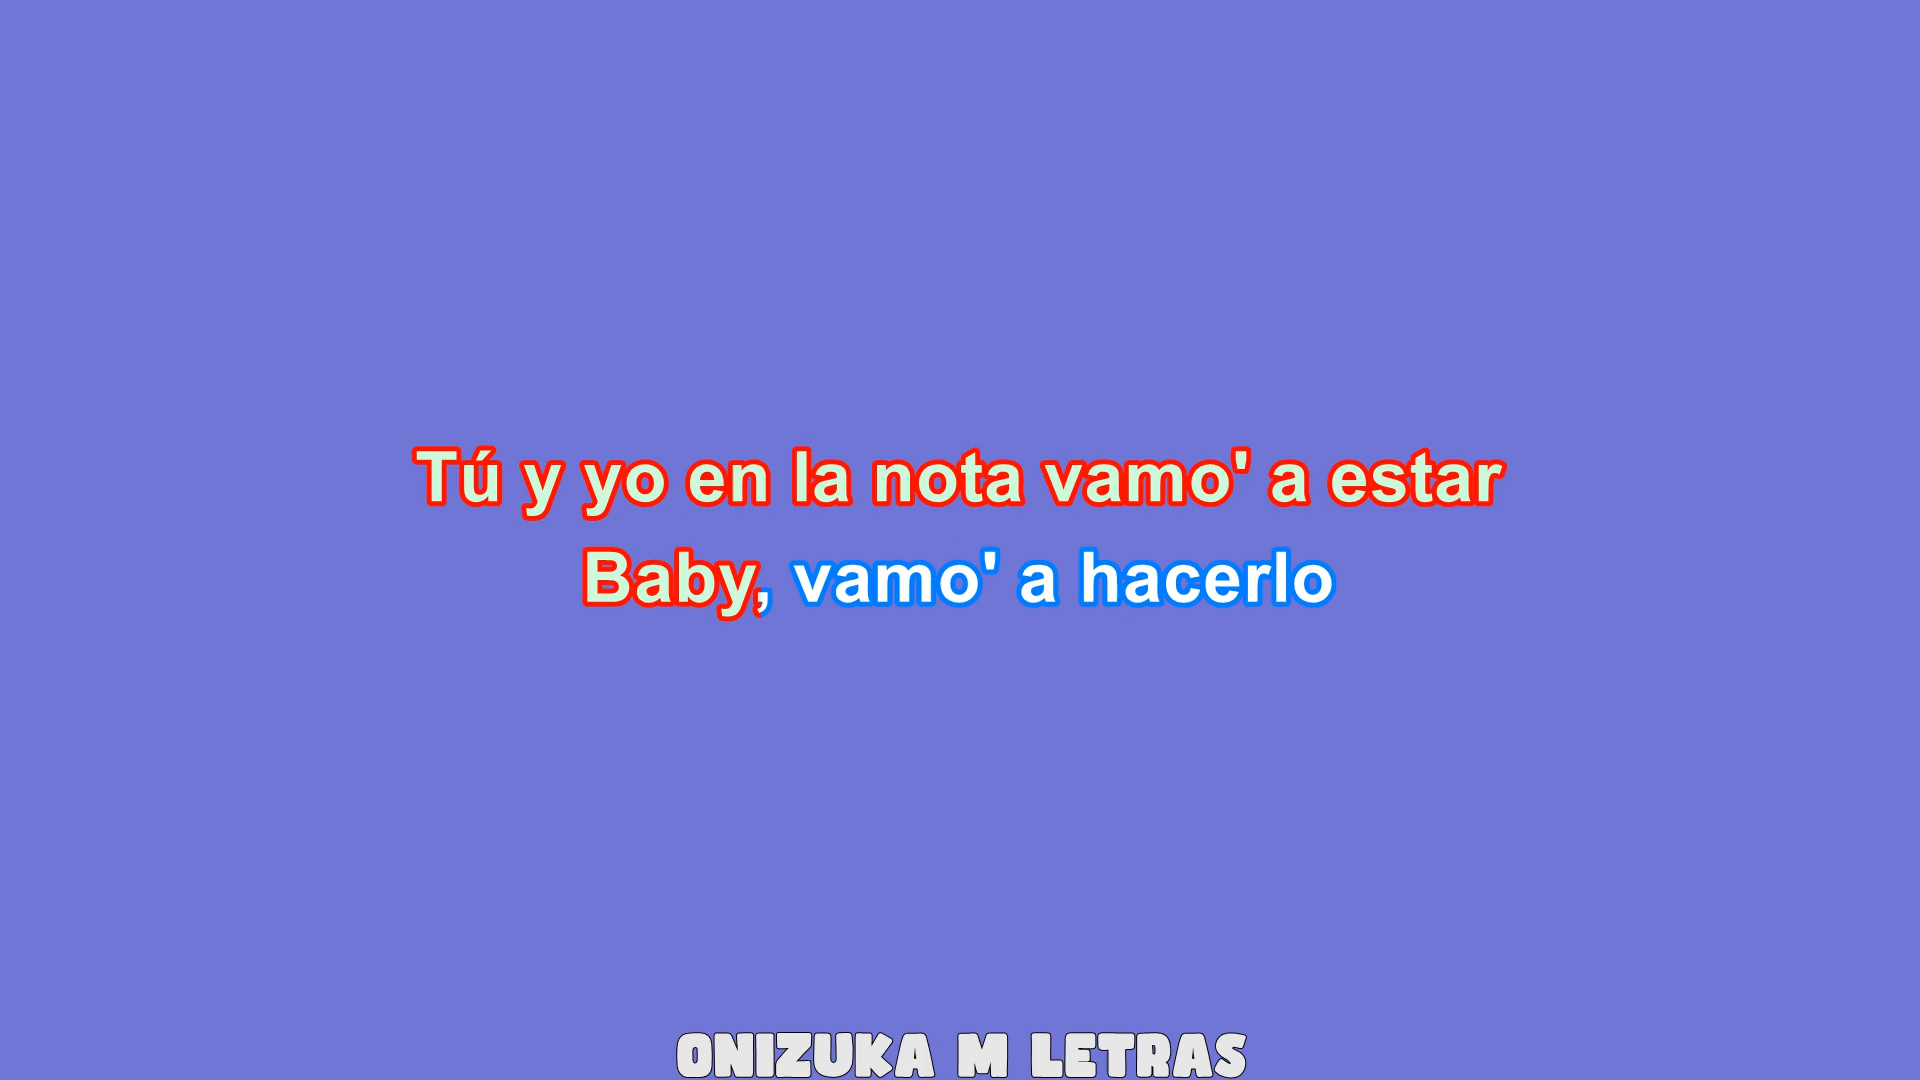 Tú y yo en la nota vamo' a estar
Baby, vamo' a hacerlo
ONIZUKA M LETRAS